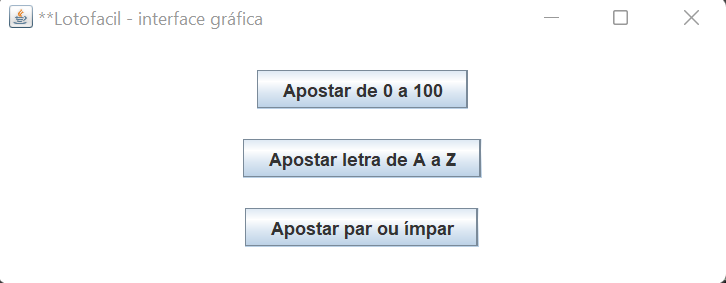 **Lotofacil - interface gráfica
Apostar de 0 a 100
Apostar letra de A a Z
Apostar par ou ímpar